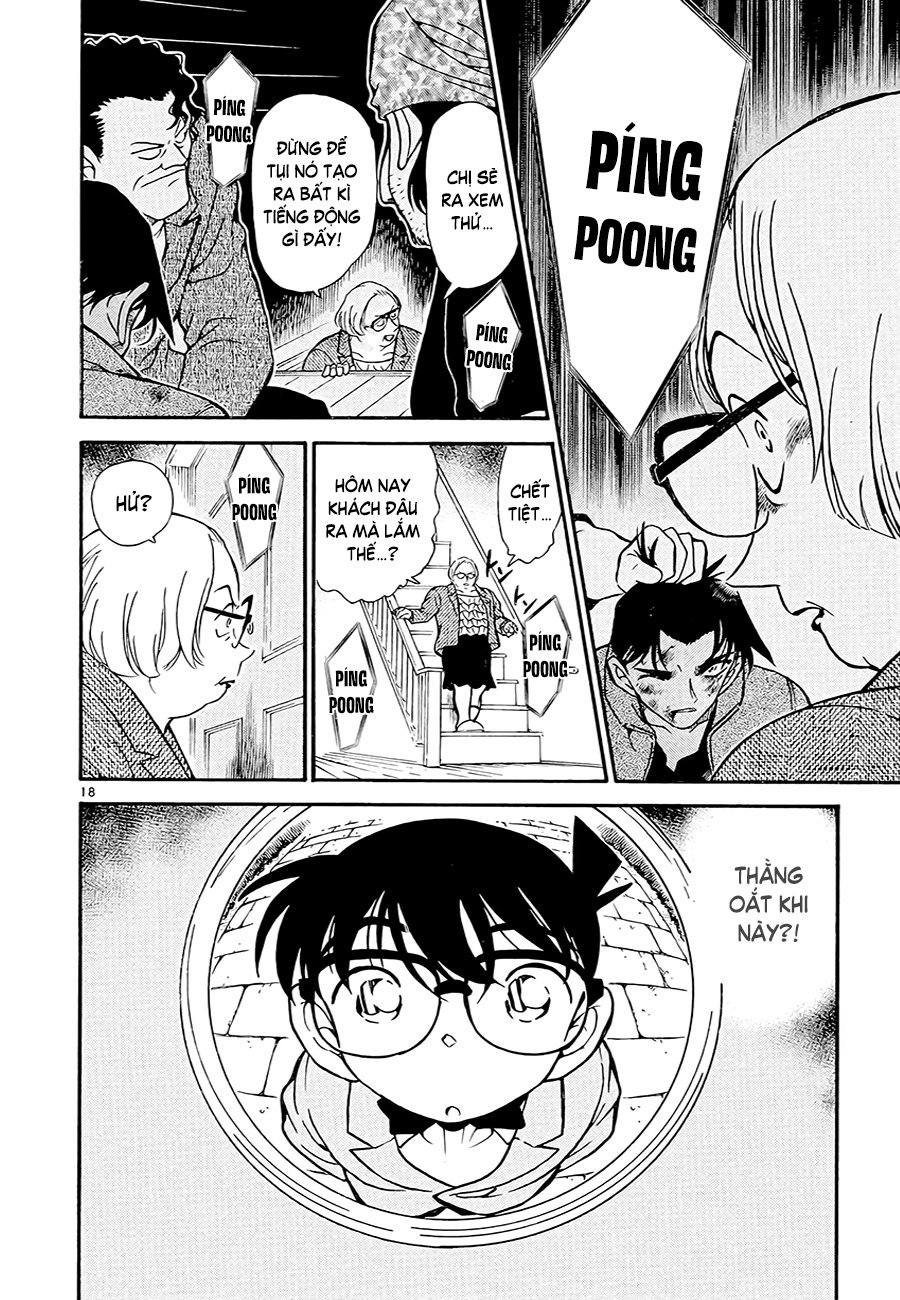 PÍNG
POONG
CHỊ SẼ
RA XEM
THỬ...
PÍNG
POONG
ĐỪNG ĐỂ
TỤI NÓ TẠO
RA BẤT KÌ
TIẾNG ĐỘNG
GÌ ĐẤY!
PÍNG
POONG
CHẾT
TIỆT...
PÍNG
POONG
HÔM NAY
KHÁCH ĐÂU
RA MÀ LẮM
THẾ...?
PÍNG
POONG
PÍNG
POONG
HỬ?
18
THẰNG
OẮT KHI
NÀY?!